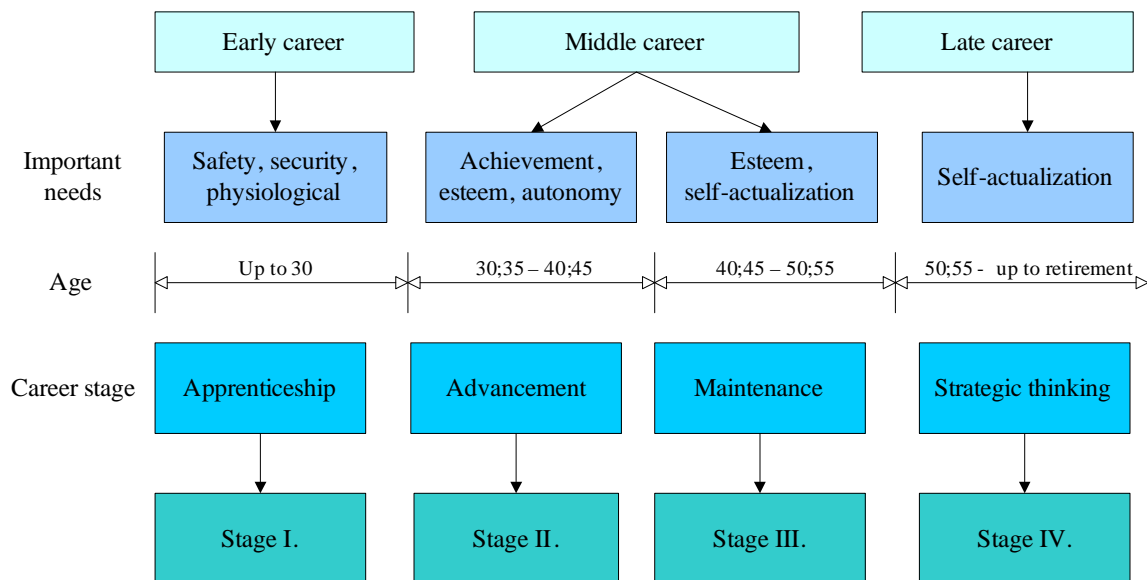 Early career
Middle career
Late career
Important
needs
Safety, security,
physiological
Achievement,
esteem, autonomy
Esteem,
self-actualization
Self-actualization
Age
Up to 30
30;35 – 40;45
40;45 – 50;55
50;55 - up to retirement
Career stage
Apprenticeship
Advancement
Maintenance
Strategic thinking
Stage I.
Stage II.
Stage III.
Stage IV.